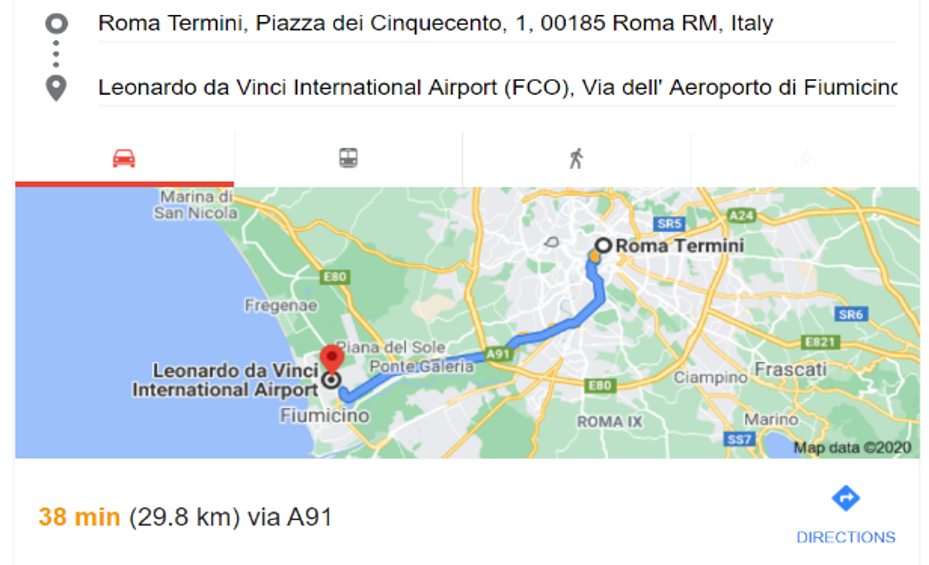 Roma Termini, Piazza dei Cinquecento, 1, 00185 Roma RM, Italy
Leonardo da Vinci International Airport (FCO), Via dell' Aeroporto di Fiumicino
Marina di
San Nicola
SR5
A24
Roma Termini
E80
Fregenae
SR6
E821
Piana del Sole
A91
Ponte Galeria
Leonardo da Vinci
International Airport
Frascati
Ciampino
E80
Fiumicino
ROMA IX
Marino
SS7
Map data ©2020
38 min (29.8 km) via A91
DIRECTIONS